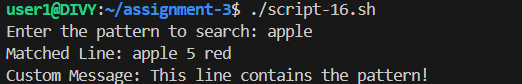 user1@DIVY:~/assignment-3$ ./script-16.sh
Enter the pattern to search: apple
Matched Line: apple 5 red
Custom Message: This line contains the pattern!